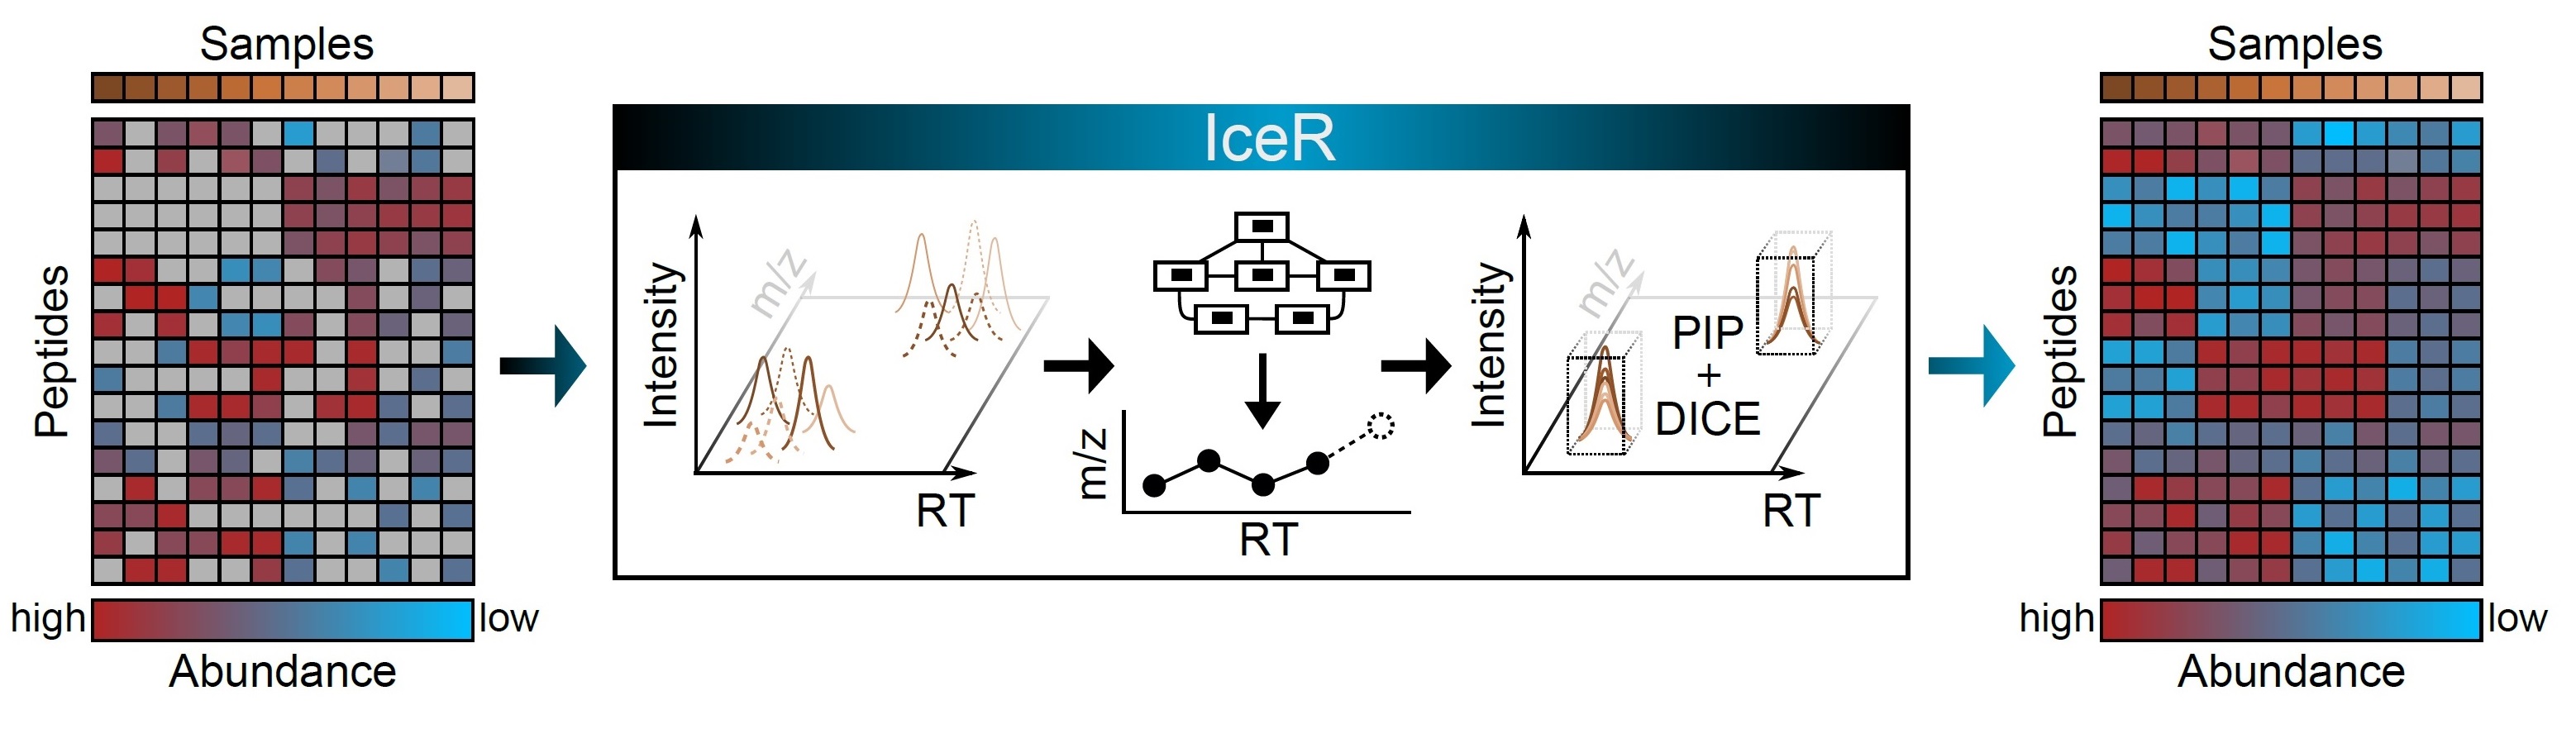 Samples
Peptides
high
low
Abundance
IceR
Intensity
m/z
RT
m/z
RT
Intensity
m/z
PIP
+
DICE
RT
Samples
Peptides
high
low
Abundance